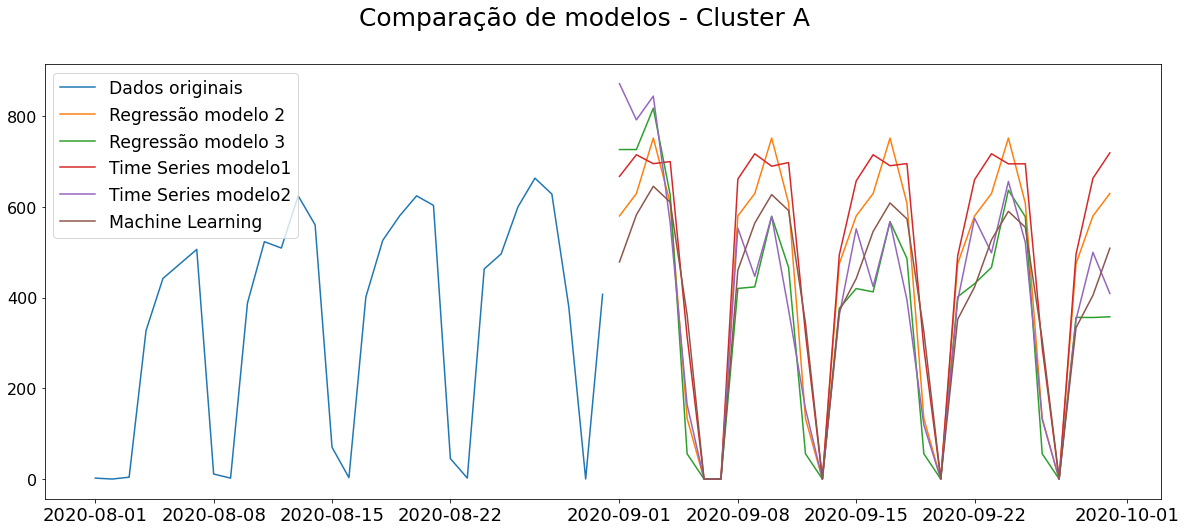 Comparação de modelos - Cluster A
Dados originais
Regressão modelo 2
Regressão modelo 3
Time Series modelo1
Time Series modelo2
Machine Learning
800
600
400
200
0
2020-08-01 2020-08-08 2020-08-15 2020-08-22 2020-09-01 2020-09-08 2020-09-15 2020-09-22 2020-10-01